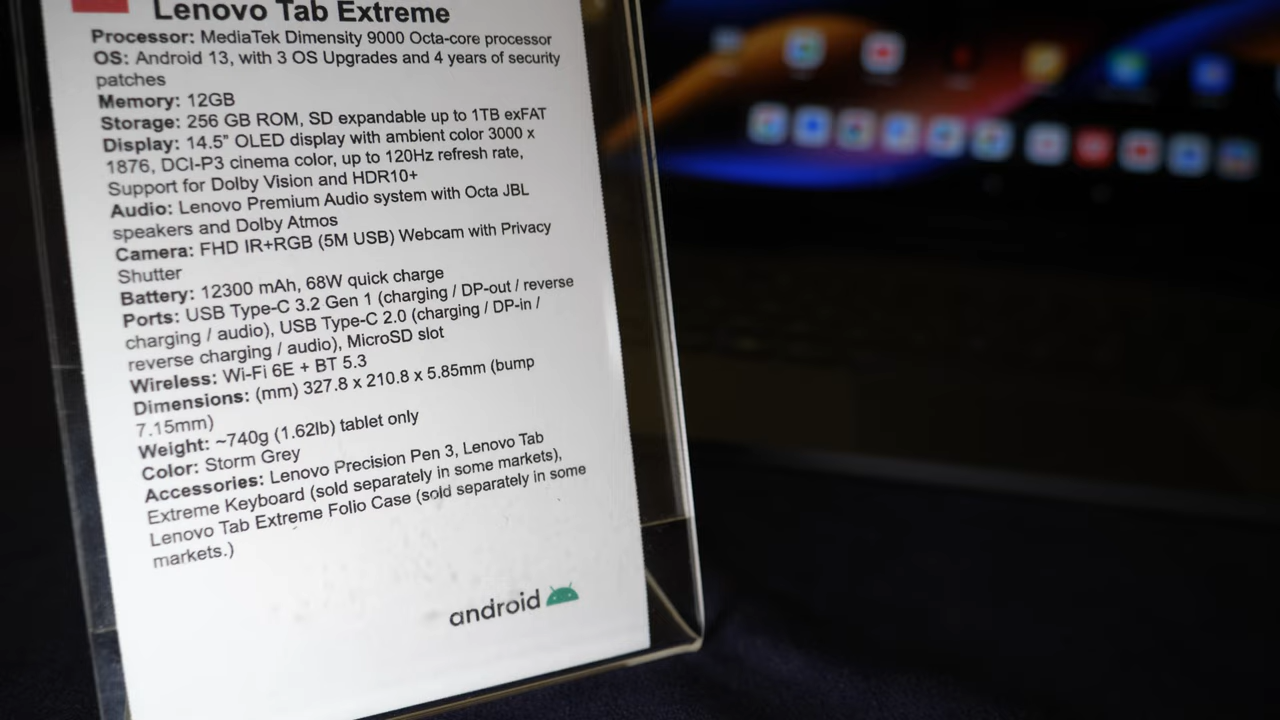 Lenovo Tab Extreme
Processor: MediaTek Dimensity 9000 Octa-core processor
OS: Android 13, with 3 OS Upgrades and 4 years of security
patches
Memory: 12GB
Storage: 256 GB ROM, SD expandable up to 1TB exFAT
Display: 14.5" OLED display with ambient color 3000 x
1876, DCI-P3 cinema color, up to 120Hz refresh rate,
Support for Dolby Vision and HDR10+
Audio: Lenovo Premium Audio system with Octa JBL
speakers and Dolby Atmos
Camera: FHD IR+RGB (5M USB) Webcam with Privacy
Shutter
Battery: 12300 mAh, 68W quick charge
Ports: USB Type-C 3.2 Gen 1 (charging / DP-out / reverse
charging / audio), USB Type-C 2.0 (charging / DP-in /
reverse charging / audio), MicroSD slot
Wireless: Wi-Fi 6E + BT 5.3
Dimensions: (mm) 327.8 x 210.8 x 5.85mm (bump
7.15mm)
Weight: ~740g (1.62lb) tablet only
Color: Storm Grey
Accessories: Lenovo Precision Pen 3, Lenovo Tab
Extreme Keyboard (sold separately in some markets),
Lenovo Tab Extreme Folio Case (sold separately in some
markets.)
android